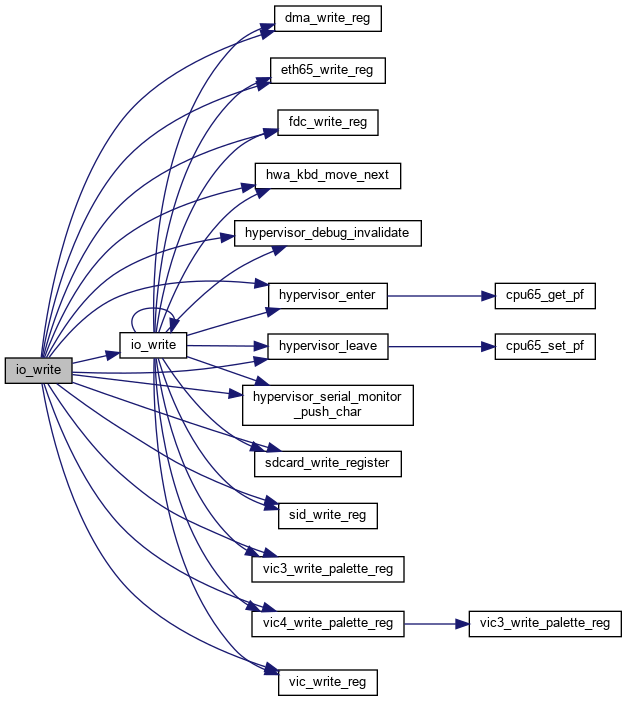 dma_write_reg
eth65_write_reg
fdc_write_reg
hwa_kbd_move_next
hypervisor_debug_invalidate
hypervisor_enter
cpu65_get_pf
io_write
hypervisor_leave
cpu65_set_pf
io_write
hypervisor_serial_monitor
_push_char
sdcard_write_register
sid_write_reg
vic3_write_palette_reg
vic4_write_palette_reg
vic3_write_palette_reg
vic_write_reg